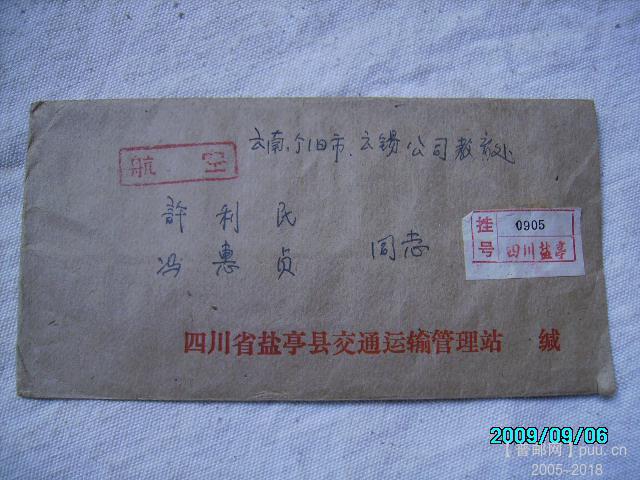 云南、个旧市、云锡公司教育处
航 空
許利民
冯惠贞 同志
挂号 0905
四川盐亭
四川省盐亭县交通运输管理站 缄
2009/09/06
【普邮网】puu.cn
2005-2018